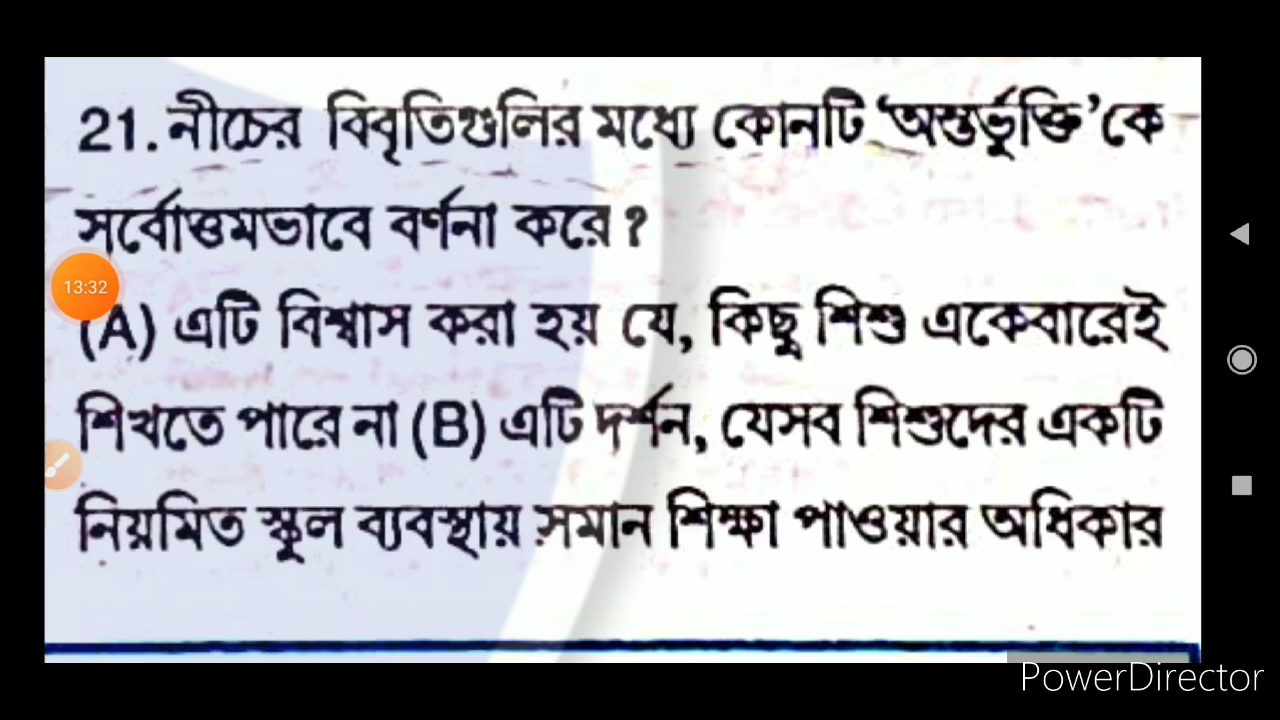 21. নীচের বিবৃতিগুলির মধ্যে কোনটি 'অন্তর্ভুক্তি'কে
সর্বোত্তমভাবে বর্ণনা করে?
13:32
(A) এটি বিশ্বাস করা হয় যে, কিছু শিশু একেবারেই
শিখতে পারে না (B) এটি দর্শন, যেসব শিশুদের একটি
নিয়মিত স্কুল ব্যবস্থায় সমান শিক্ষা পাওয়ার অধিকার
PowerDirector